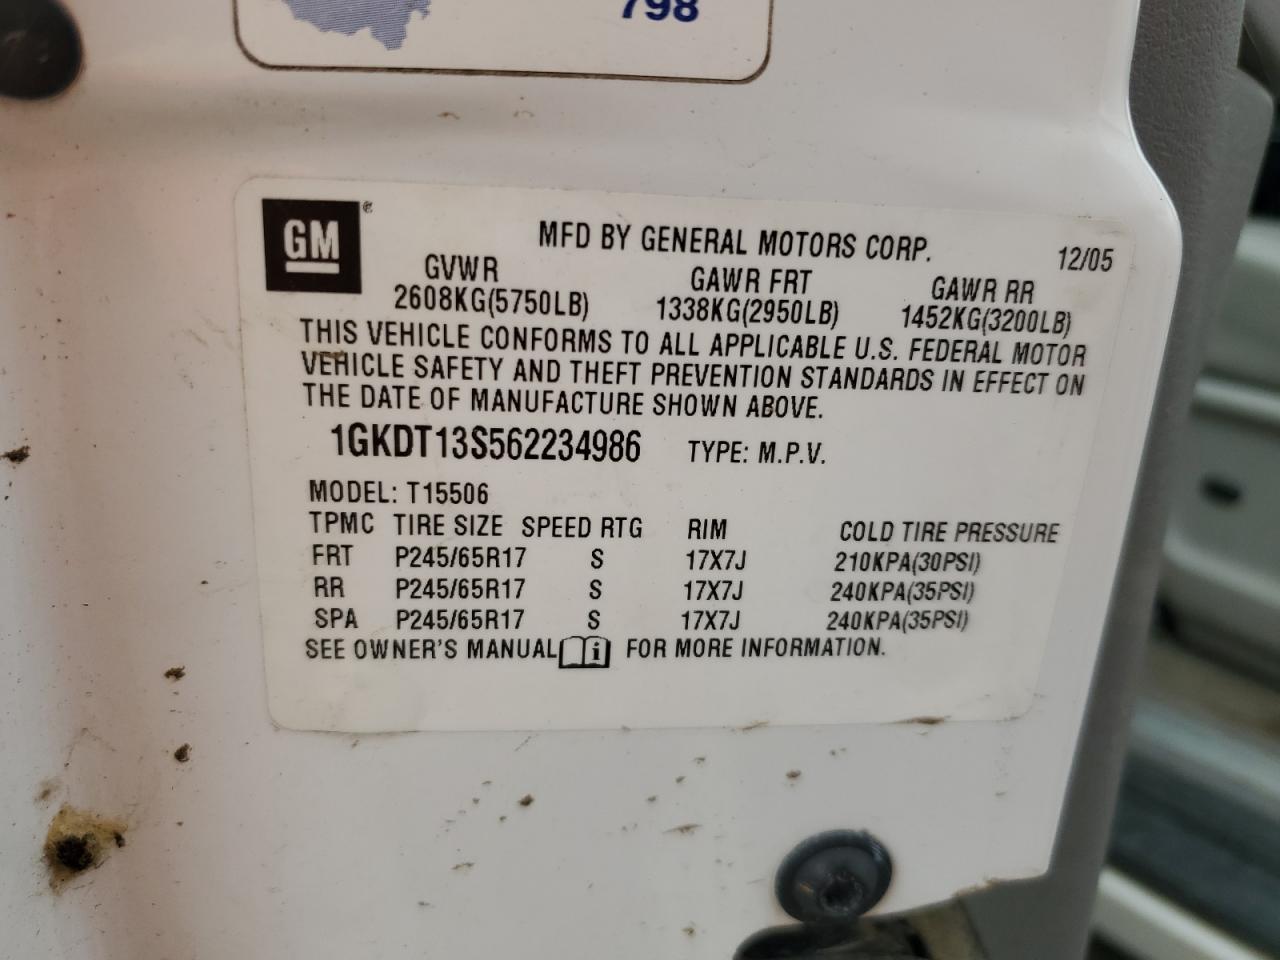 798
GM ®
MFD BY GENERAL MOTORS CORP. 12/05
GVWR GAWR FRT GAWR RR
2608KG(5750LB) 1338KG(2950LB) 1452KG(3200LB)
THIS VEHICLE CONFORMS TO ALL APPLICABLE U.S. FEDERAL MOTOR
VEHICLE SAFETY AND THEFT PREVENTION STANDARDS IN EFFECT ON
THE DATE OF MANUFACTURE SHOWN ABOVE.
1GKDT13S562234986 TYPE: M.P.V.
MODEL: T15506
TPMC TIRE SIZE SPEED RTG RIM COLD TIRE PRESSURE
FRT P245/65R17 S 17X7J 210KPA(30PSI)
RR P245/65R17 S 17X7J 240KPA(35PSI)
SPA P245/65R17 S 17X7J 240KPA(35PSI)
SEE OWNER'S MANUAL i FOR MORE INFORMATION.